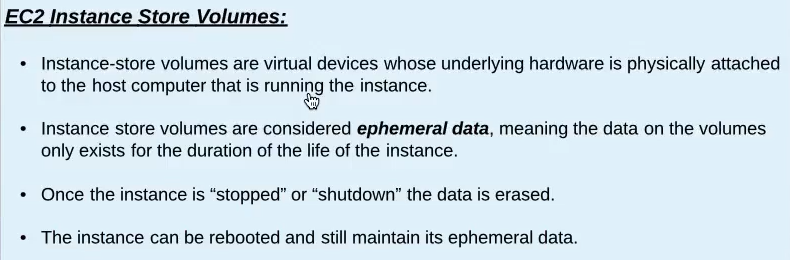 EC2 Instance Store Volumes:
• Instance-store volumes are virtual devices whose underlying hardware is physically attached
to the host computer that is running the instance.
• Instance store volumes are considered ephemeral data, meaning the data on the volumes
only exists for the duration of the life of the instance.
• Once the instance is “stopped” or “shutdown” the data is erased.
• The instance can be rebooted and still maintain its ephemeral data.